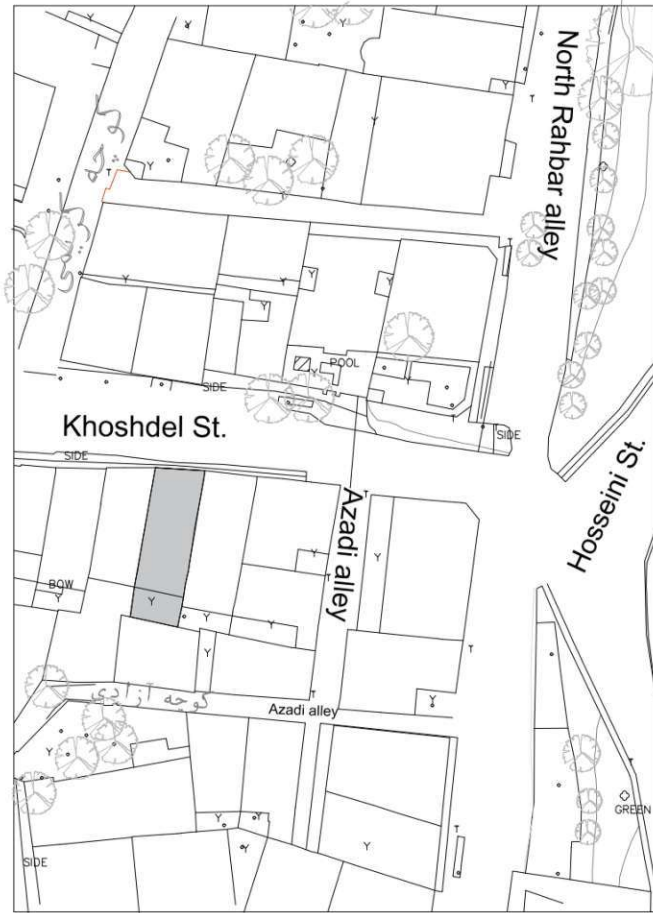 North Rahbar alley
POOL
SIDE
Khoshdel St.
SIDE
SIDE
Hosseini St.
Azadi alley
BOW
کوچه آزادی
Azadi alley
GREEN
SIDE